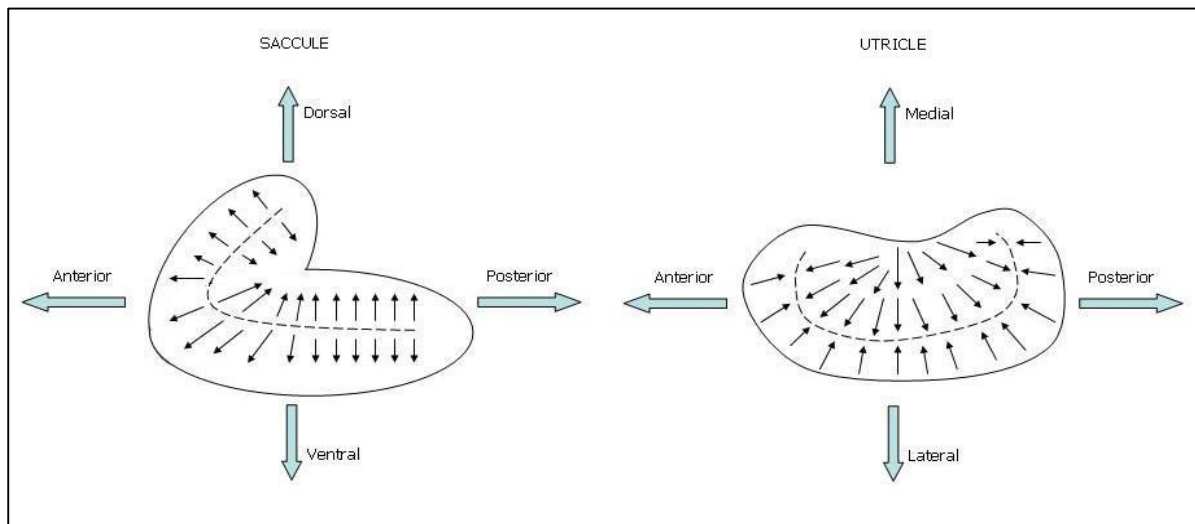 SACCULE
UTRICLE
Dorsal
Medial
Anterior
Posterior
Anterior
Posterior
Ventral
Lateral